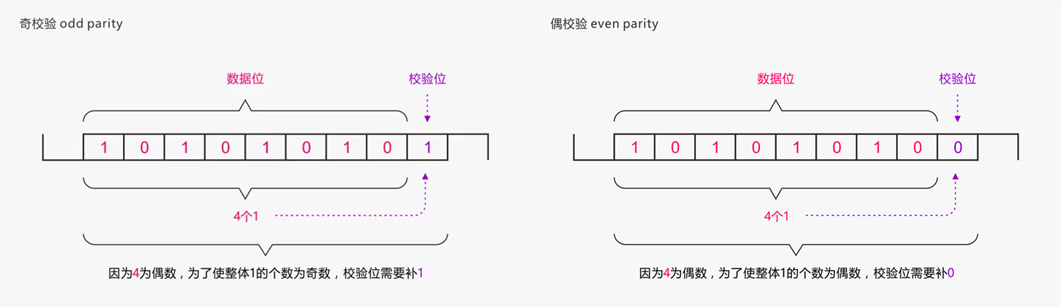 奇校验 odd parity
数据位
校验位
1 0 1 0 1 0 1 0 1
4个1
因为4为偶数，为了使整体1的个数为奇数，校验位需要补1
偶校验 even parity
数据位
校验位
1 0 1 0 1 0 1 0 0
4个1
因为4为偶数，为了使整体1的个数为偶数，校验位需要补0